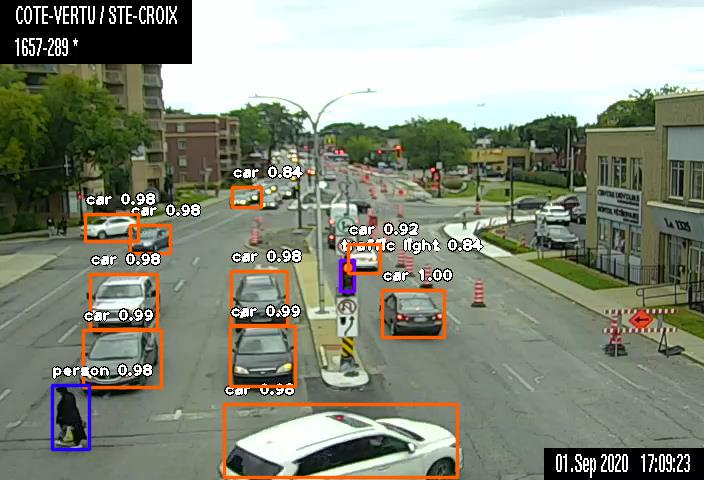 COTE-VERTU / STE-CROIX
1657-289 *
car 0.84
car 0.98
car 0.98
car 0.92
traffic light 0.84
car 0.98
car 0.98
car 1.00
car 0.99
car 0.99
person 0.98
car 0.98
01.Sep 2020 17:09:23